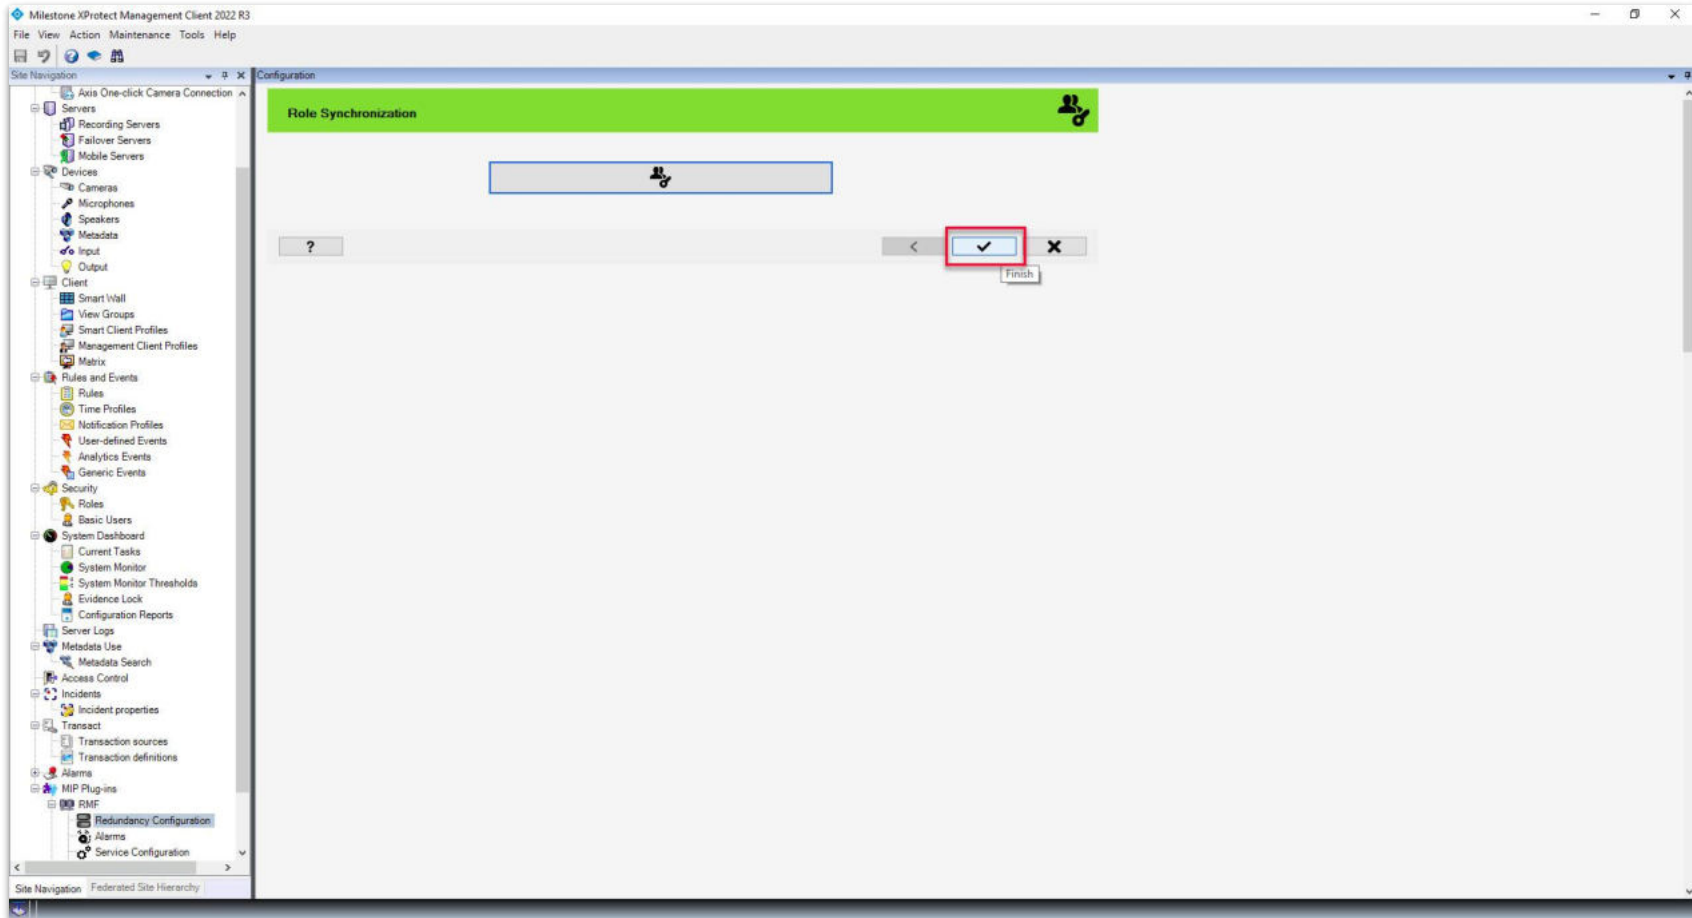 Milestone XProtect Management Client 2022 R3
File View Action Maintenance Tools Help
Site Navigation
Configuration
Axis One-click Camera Connection
Servers
Recording Servers
Failover Servers
Mobile Servers
Devices
Cameras
Microphones
Speakers
Metadata
Input
Output
Client
Smart Wall
View Groups
Smart Client Profiles
Management Client Profiles
Matrix
Rules and Events
Rules
Time Profiles
Notification Profiles
User-defined Events
Analytics Events
Generic Events
Security
Roles
Basic Users
System Dashboard
Current Tasks
System Monitor
System Monitor Thresholds
Evidence Lock
Configuration Reports
Server Logs
Metadata Use
Metadata Search
Access Control
Incidents
Incident properties
Transact
Transaction sources
Transaction definitions
Alarms
MIP Plug-ins
RMF
Redundancy Configuration
Alarms
Service Configuration
Site Navigation Federated Site Hierarchy
Role Synchronization
?
Finish